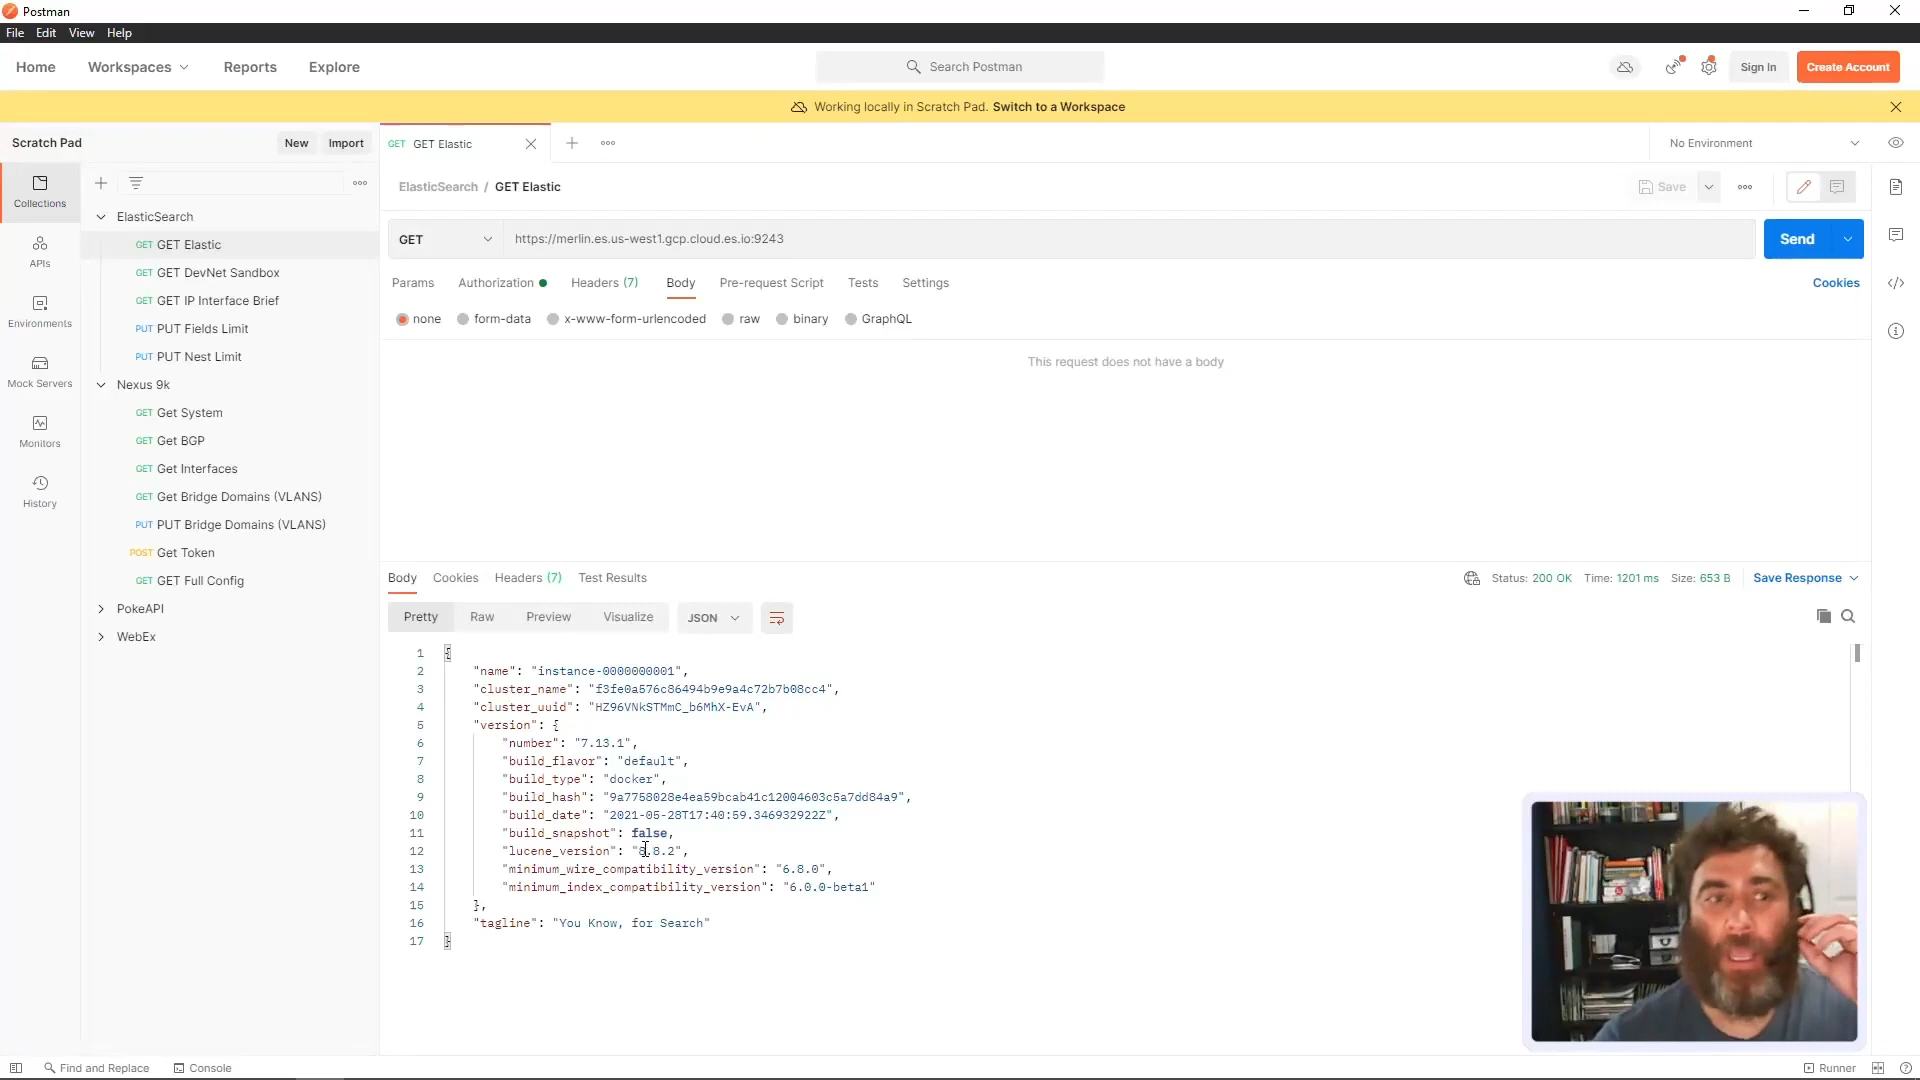 Postman
File Edit View Help
Home Workspaces Reports Explore
Search Postman
Sign In Create Account
Working locally in Scratch Pad. Switch to a Workspace
Scratch Pad New Import
GET GET Elastic
No Environment
Collections
APIs
Environments
Mock Servers
Monitors
History
ElasticSearch
GET GET Elastic
GET GET DevNet Sandbox
GET GET IP Interface Brief
PUT PUT Fields Limit
PUT PUT Nest Limit
Nexus 9k
GET Get System
GET Get BGP
GET Get Interfaces
GET Get Bridge Domains (VLANS)
PUT PUT Bridge Domains (VLANS)
POST Get Token
GET GET Full Config
PokeAPI
WebEx
ElasticSearch / GET Elastic
Save
GET https://merlin.es.us-west1.gcp.cloud.es.io:9243 Send
Params Authorization Headers (7) Body Pre-request Script Tests Settings Cookies
none form-data x-www-form-urlencoded raw binary GraphQL
This request does not have a body
Body Cookies Headers (7) Test Results Status: 200 OK Time: 1201 ms Size: 653 B Save Response
Pretty Raw Preview Visualize JSON
1 {
2 "name": "instance-0000000001",
3 "cluster_name": "f3fe0a576c86494b9e9a4c72b7b08cc4",
4 "cluster_uuid": "HZ96VNkSTMmC_b6MhX-EvA",
5 "version": {
6 "number": "7.13.1",
7 "build_flavor": "default",
8 "build_type": "docker",
9 "build_hash": "9a7758028e4ea59bcab41c12004603c5a7dd84a9",
10 "build_date": "2021-05-28T17:40:59.346932922Z",
11 "build_snapshot": false,
12 "lucene_version": "8.8.2",
13 "minimum_wire_compatibility_version": "6.8.0",
14 "minimum_index_compatibility_version": "6.0.0-beta1"
15 },
16 "tagline": "You Know, for Search"
17 }
Find and Replace Console Runner